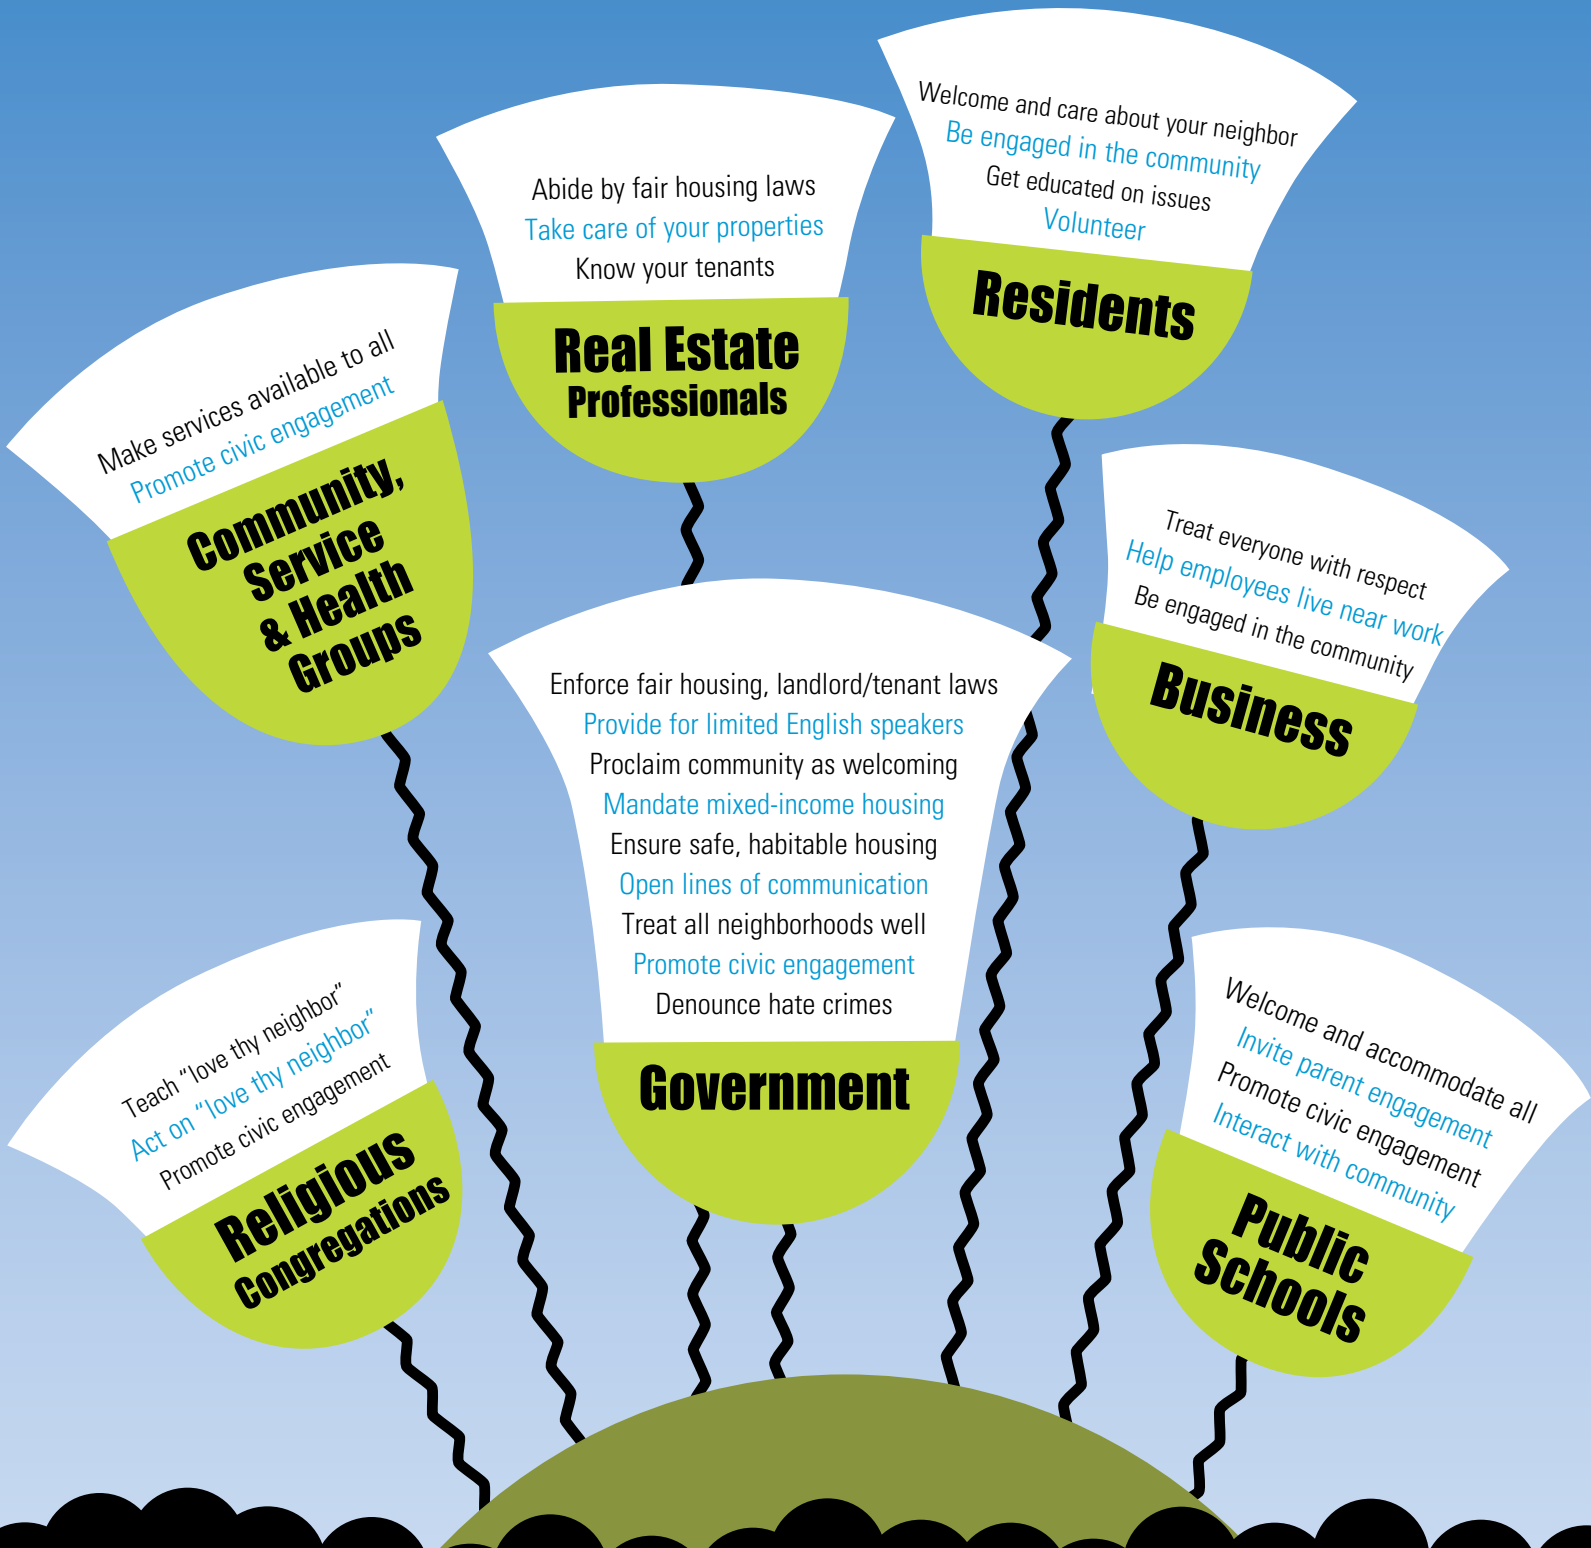 Welcome and care about your neighbor
Be engaged in the community
Get educated on issues
Volunteer
Residents
Abide by fair housing laws
Take care of your properties
Know your tenants
Real Estate
Professionals
Make services available to all
Promote civic engagement
Community,
Service
& Health
Groups
Treat everyone with respect
Help employees live near work
Be engaged in the community
Business
Enforce fair housing, landlord/tenant laws
Provide for limited English speakers
Proclaim community as welcoming
Mandate mixed-income housing
Ensure safe, habitable housing
Open lines of communication
Treat all neighborhoods well
Promote civic engagement
Denounce hate crimes
Government
Teach “love thy neighbor”
Act on “love thy neighbor”
Promote civic engagement
Religious
Congregations
Welcome and accommodate all
Invite parent engagement
Promote civic engagement
Interact with community
Public
Schools